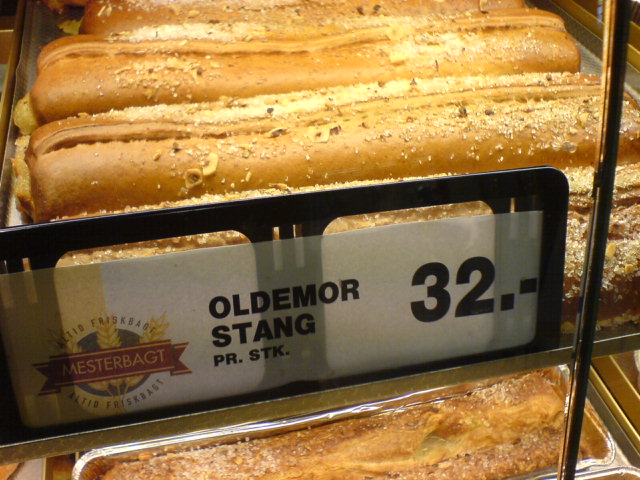 OLDEMOR
STANG
PR. STK.
32.-
ALTID FRISKBAGT
MESTERBAGT
ALTID FRISKBAGT